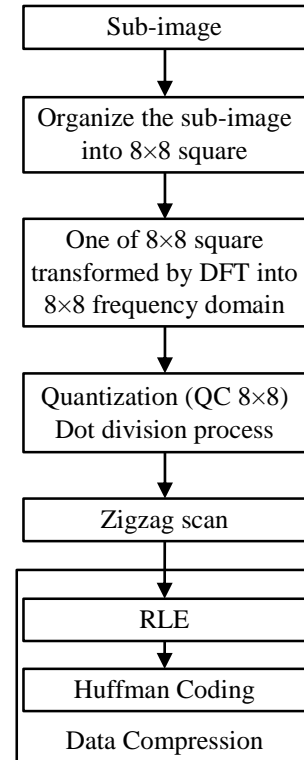 Sub-image
Organize the sub-image
into 8×8 square
One of 8×8 square
transformed by DFT into
8×8 frequency domain
Quantization (QC 8×8)
Dot division process
Zigzag scan
RLE
Huffman Coding
Data Compression